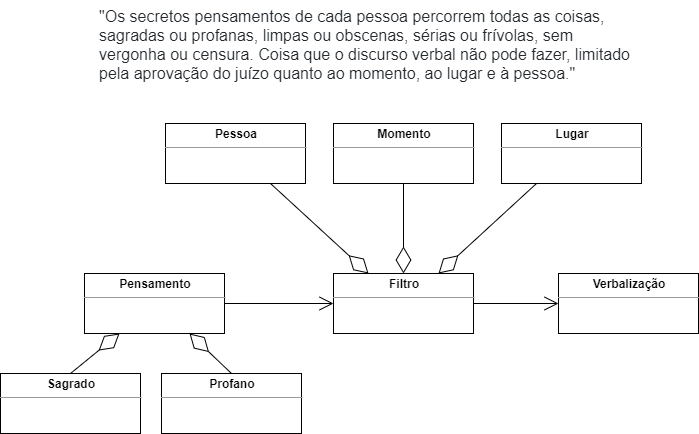 "Os secretos pensamentos de cada pessoa percorrem todas as coisas,
sagradas ou profanas, limpas ou obscenas, sérias ou frívolas, sem
vergonha ou censura. Coisa que o discurso verbal não pode fazer, limitado
pela aprovação do juízo quanto ao momento, ao lugar e à pessoa."
Pessoa
Momento
Lugar
Pensamento
Filtro
Verbalização
Sagrado
Profano